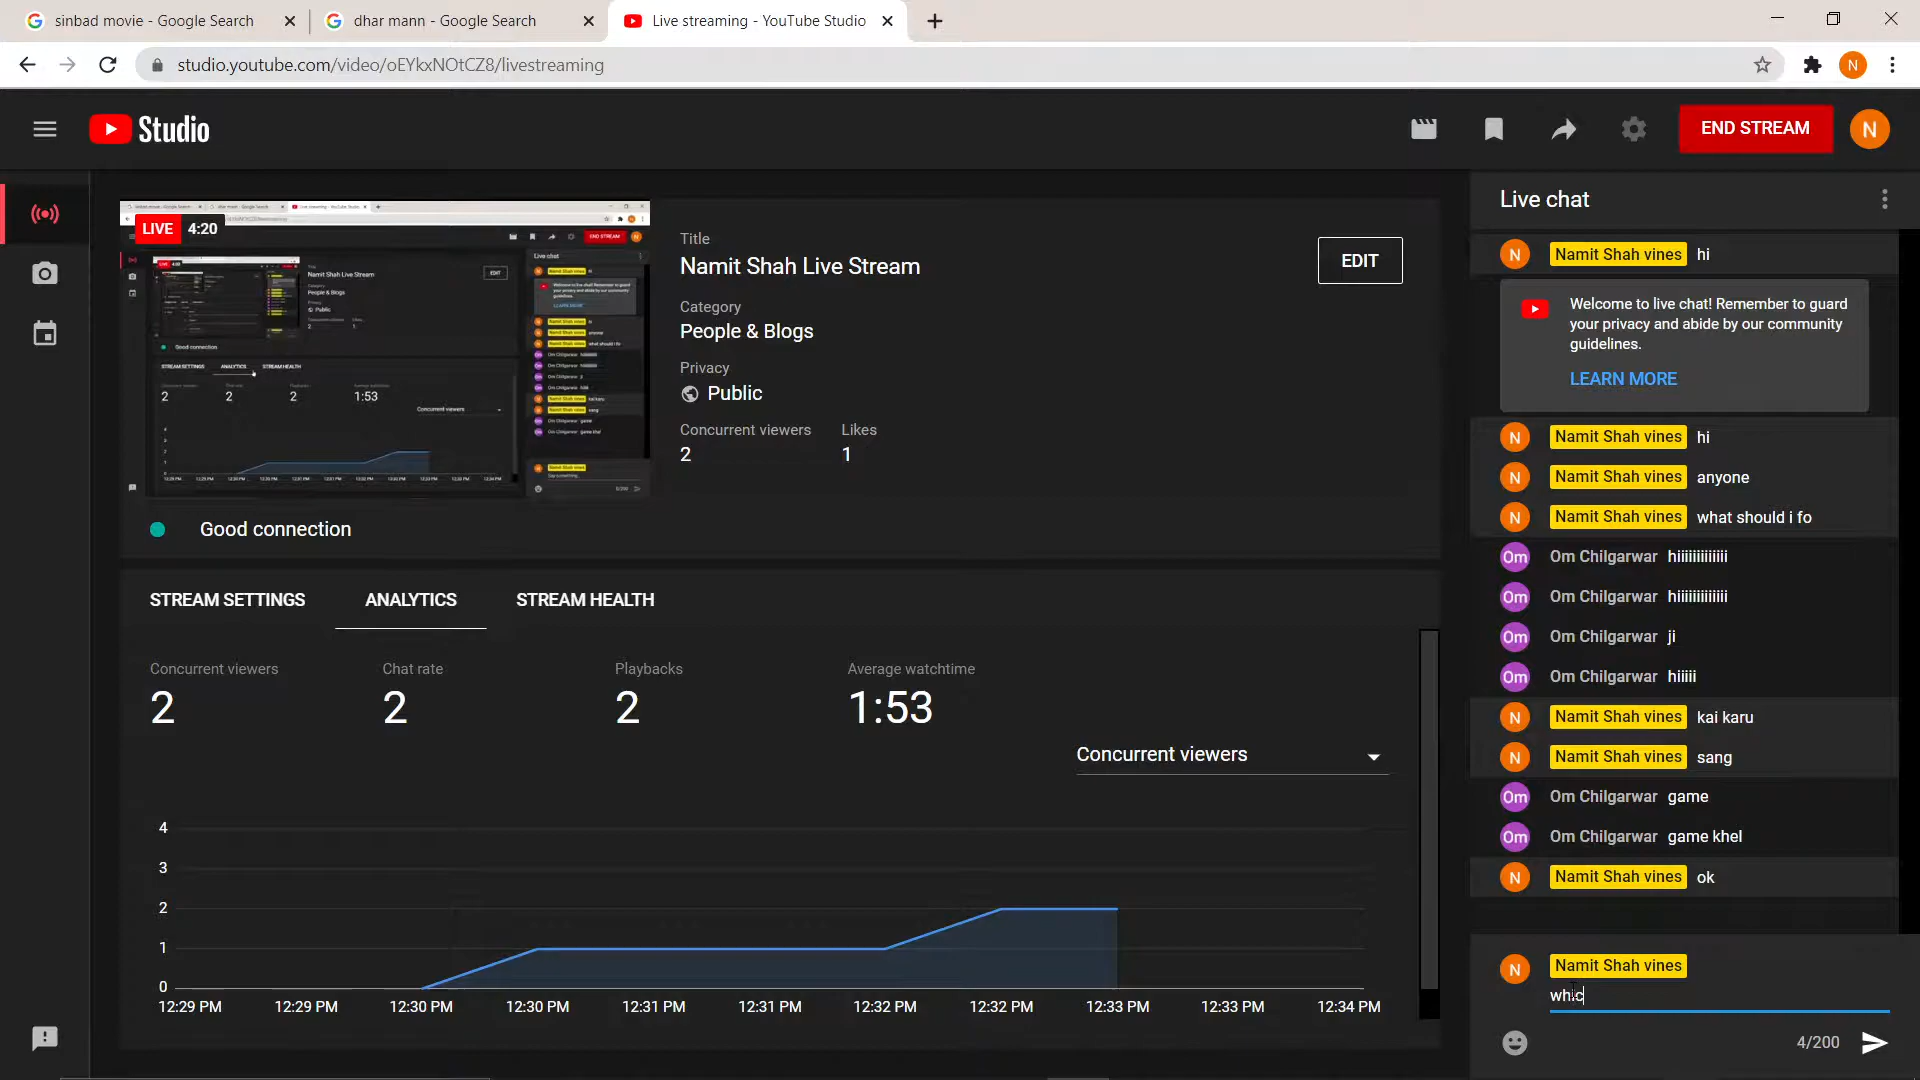 sinbad movie - Google Search
dhar mann - Google Search
Live streaming - YouTube Studio
studio.youtube.com/video/oEYkxNOtCZ8/livestreaming
N
Studio
END STREAM
N
LIVE 4:20
Title
Namit Shah Live Stream
EDIT
Category
People & Blogs
Privacy
Public
Concurrent viewers Likes
2 1
Good connection
STREAM SETTINGS ANALYTICS STREAM HEALTH
Concurrent viewers Chat rate Playbacks Average watchtime
2 2 2 1:53
Concurrent viewers
4
3
2
1
0
12:29 PM 12:29 PM 12:30 PM 12:30 PM 12:31 PM 12:31 PM 12:32 PM 12:32 PM 12:33 PM 12:33 PM 12:34 PM
Live chat
N Namit Shah vines hi
Welcome to live chat! Remember to guard
your privacy and abide by our community
guidelines.
LEARN MORE
N Namit Shah vines hi
N Namit Shah vines anyone
N Namit Shah vines what should i fo
Om Om Chilgarwar hiiiiiiiiiiiii
Om Om Chilgarwar hiiiiiiiiiiiii
Om Om Chilgarwar ji
Om Om Chilgarwar hiiiii
N Namit Shah vines kai karu
N Namit Shah vines sang
Om Om Chilgarwar game
Om Om Chilgarwar game khel
N Namit Shah vines ok
N Namit Shah vines
whic
4/200